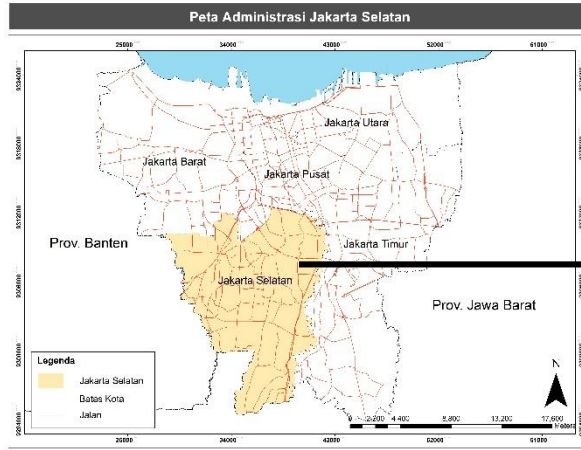 Peta Administrasi Jakarta Selatan
25000 34000 43000 52000 61000
Jakarta Utara
Jakarta Barat
Jakarta Pusat
Prov. Banten
Jakarta Timur
Jakarta Selatan
Prov. Jawa Barat
Legenda
Jakarta Selatan
Batas Kota
Jalan
N
0 2.200 4.400 8.800 13.200 17.600
Meters
25000 34000 43000 52000 61000